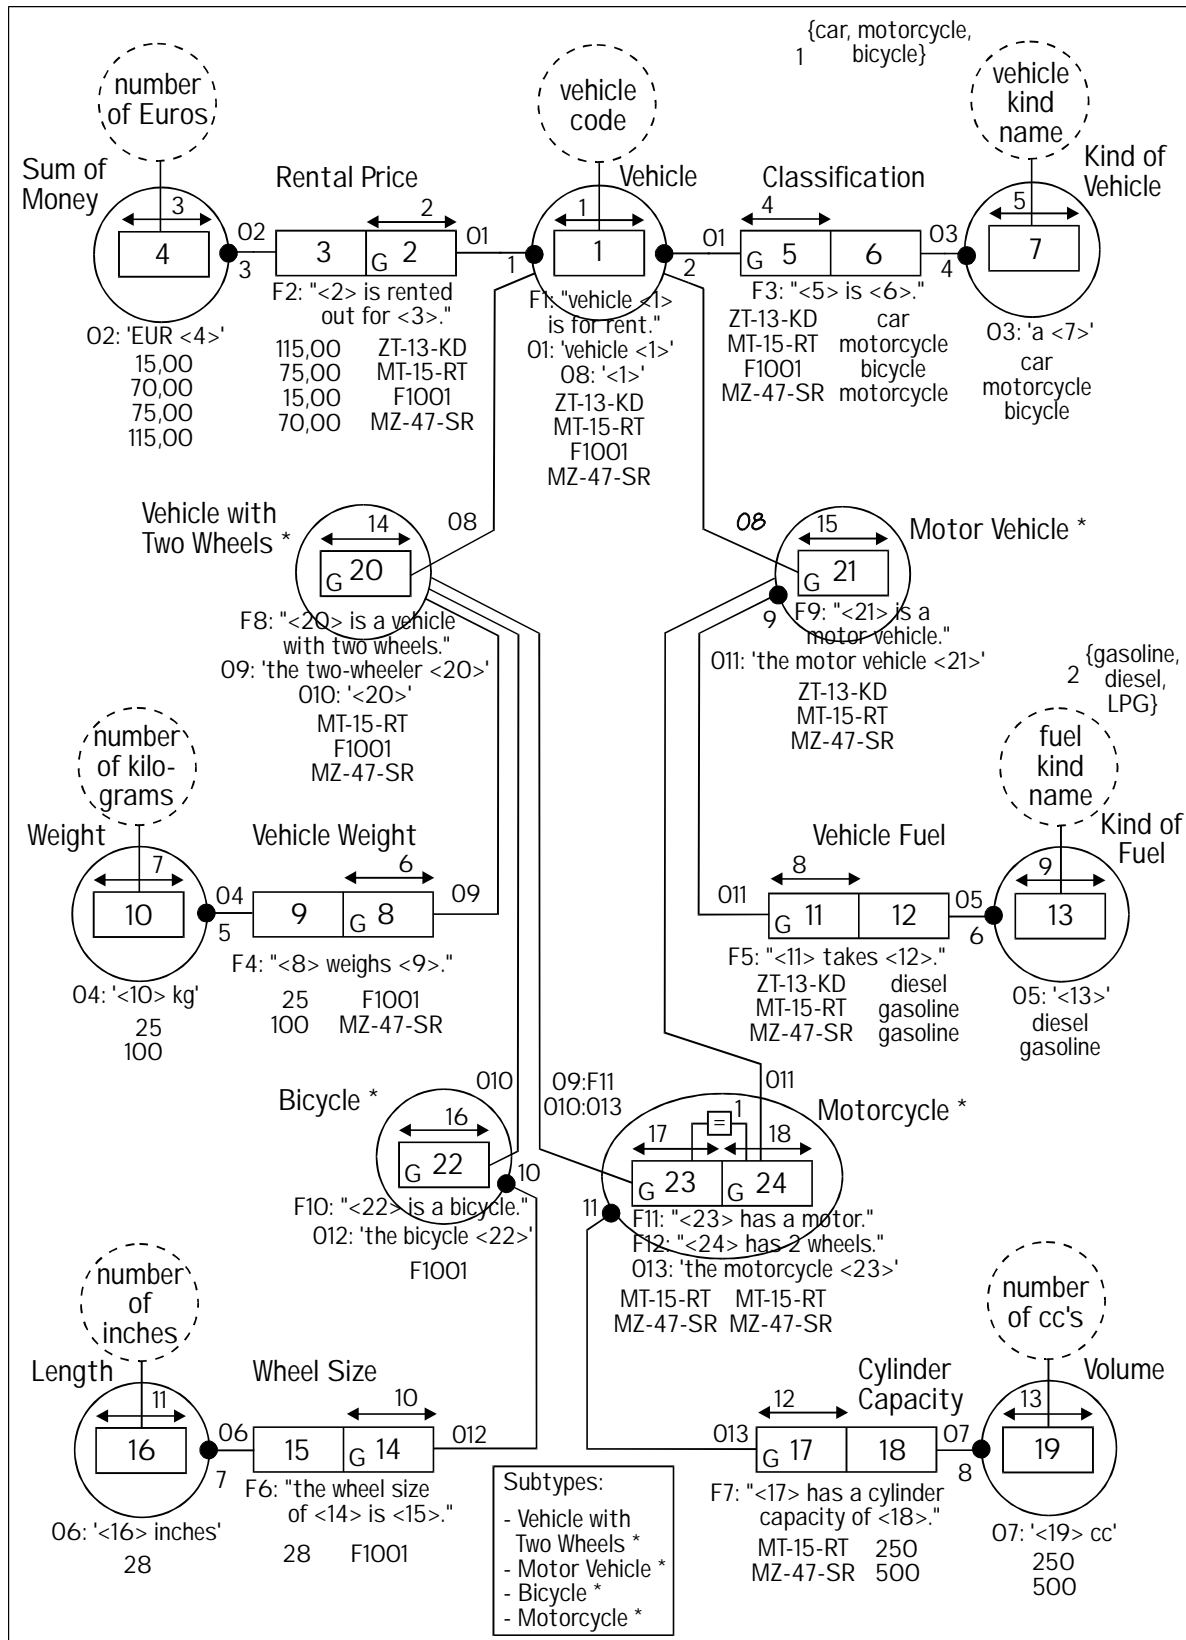 {car, motorcycle,
1 bicycle}
number
of Euros
vehicle
code
vehicle
kind
name
Sum of
Money
Rental Price
Vehicle
Classification
Kind of
Vehicle
3
4
O2
3
3
2
G 2
O1
1
1
1
2
O1
4
G 5
6
O3
4
5
7
O2: 'EUR <4>'
15,00
70,00
75,00
115,00
F2: "<2> is rented
out for <3>."
115,00 ZT-13-KD
75,00 MT-15-RT
15,00 F1001
70,00 MZ-47-SR
F1: "vehicle <1>
is for rent."
O1: 'vehicle <1>'
O8: '<1>'
ZT-13-KD
MT-15-RT
F1001
MZ-47-SR
F3: "<5> is <6>."
ZT-13-KD car
MT-15-RT motorcycle
F1001 bicycle
MZ-47-SR motorcycle
O3: 'a <7>'
car
motorcycle
bicycle
Vehicle with
Two Wheels *
14
G 20
O8
F8: "<20> is a vehicle
with two wheels."
O9: 'the two-wheeler <20>'
O10: '<20>'
MT-15-RT
F1001
MZ-47-SR
O8
15
G 21
Motor Vehicle *
9
F9: "<21> is a
motor vehicle."
O11: 'the motor vehicle <21>'
ZT-13-KD
MT-15-RT
MZ-47-SR
{gasoline,
2 diesel,
LPG}
number
of kilo-
grams
fuel
kind
name
Weight
Vehicle Weight
Vehicle Fuel
Kind of
Fuel
7
10
O4
5
9
6
G 8
O9
O11
8
G 11
12
O5
6
9
13
O4: '<10> kg'
25
100
F4: "<8> weighs <9>."
25 F1001
100 MZ-47-SR
F5: "<11> takes <12>."
ZT-13-KD diesel
MT-15-RT gasoline
MZ-47-SR gasoline
O5: '<13>'
diesel
gasoline
Bicycle *
16
G 22
O10
10
O9:F11
O10:O13
O11
Motorcycle *
= 1
17
18
G 23
G 24
11
F10: "<22> is a bicycle."
O12: 'the bicycle <22>'
F1001
F11: "<23> has a motor."
F12: "<24> has 2 wheels."
O13: 'the motorcycle <23>'
MT-15-RT MT-15-RT
MZ-47-SR MZ-47-SR
number
of
inches
number
of cc's
Length
Wheel Size
Cylinder
Capacity
Volume
11
16
O6
7
15
10
G 14
O12
O13
12
G 17
18
O7
8
13
19
O6: '<16> inches'
28
F6: "the wheel size
of <14> is <15>."
28 F1001
Subtypes:
- Vehicle with
Two Wheels *
- Motor Vehicle *
- Bicycle *
- Motorcycle *
F7: "<17> has a cylinder
capacity of <18>."
MT-15-RT 250
MZ-47-SR 500
O7: '<19> cc'
250
500